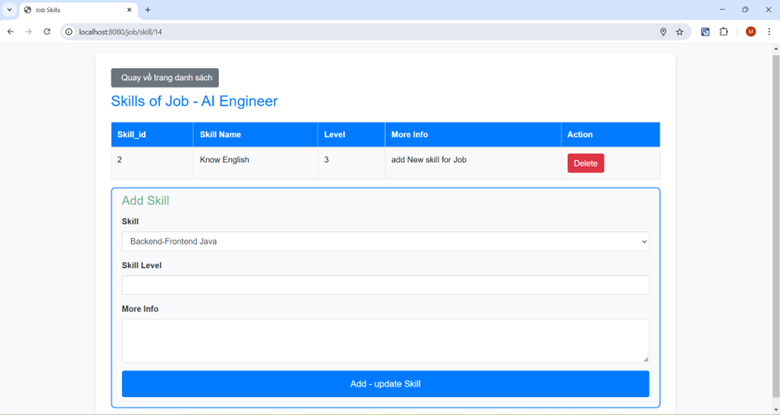 Job Skills
localhost:8080/job/skill/14
M
Quay về trang danh sách
Skills of Job - AI Engineer
Skill_id Skill Name Level More Info Action
2 Know English 3 add New skill for Job Delete
Add Skill
Skill
Backend-Frontend Java
Skill Level
More Info
Add - update Skill